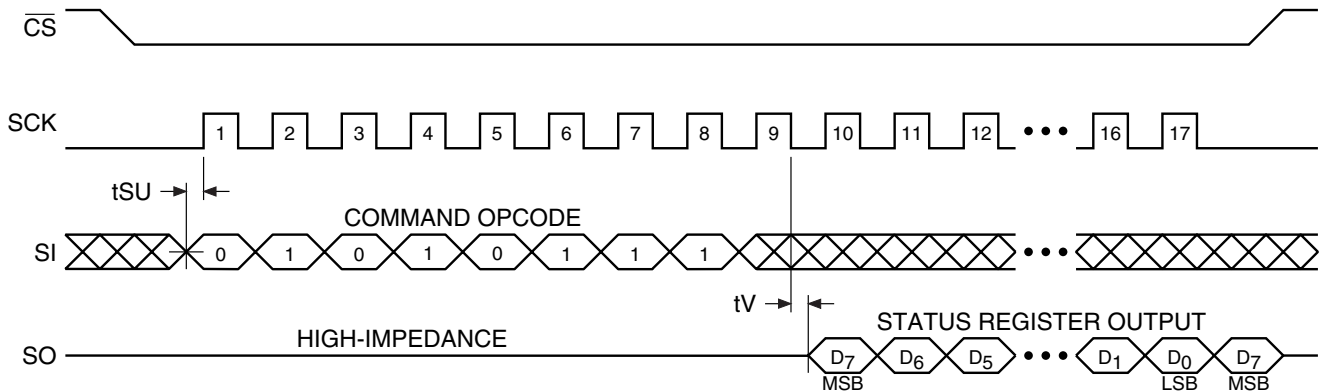 C̅S̅
SCK 1 2 3 4 5 6 7 8 9 10 11 12 ••• 16 17
tSU
COMMAND OPCODE
SI 0 1 0 1 0 1 1 1 •••
tV
HIGH-IMPEDANCE
STATUS REGISTER OUTPUT
SO D7 D6 D5 ••• D1 D0 D7
MSB LSB MSB